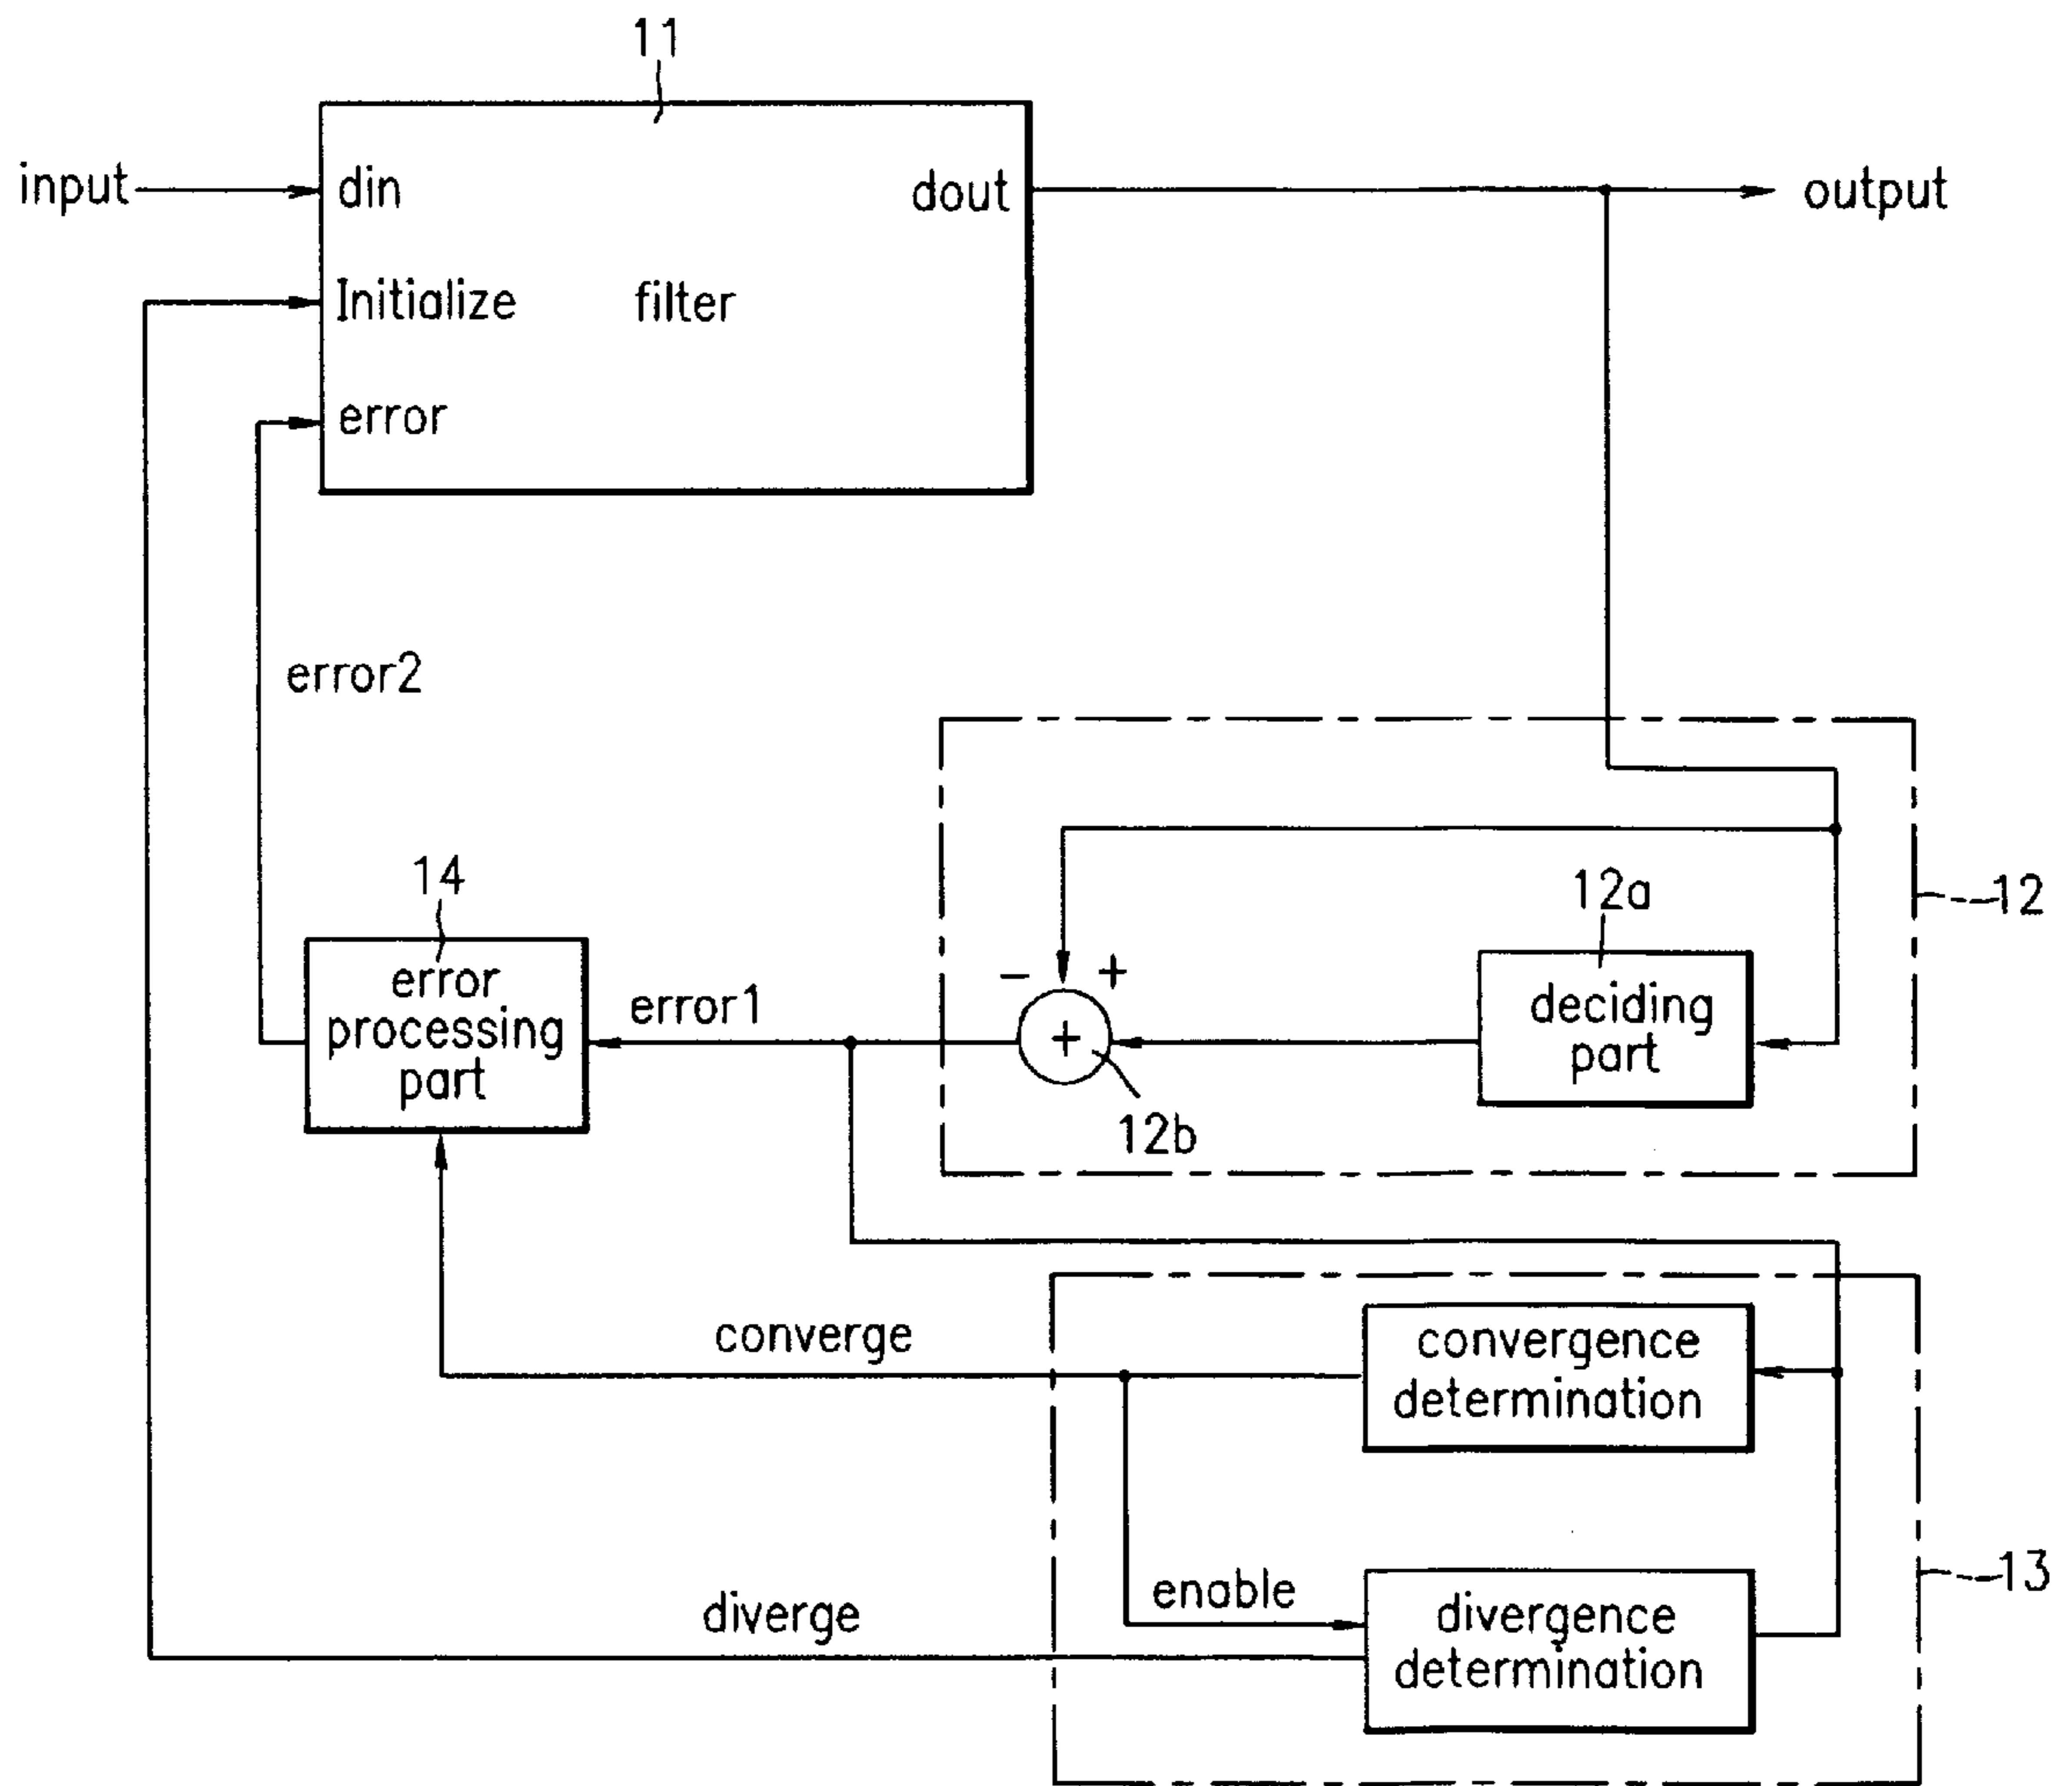 11
input
din
dout
output
Initialize
filter
error
error2
14
error
processing
part
error1
12
12a
deciding
part
- +
+
12b
converge
convergence
determination
13
enable
diverge
divergence
determination